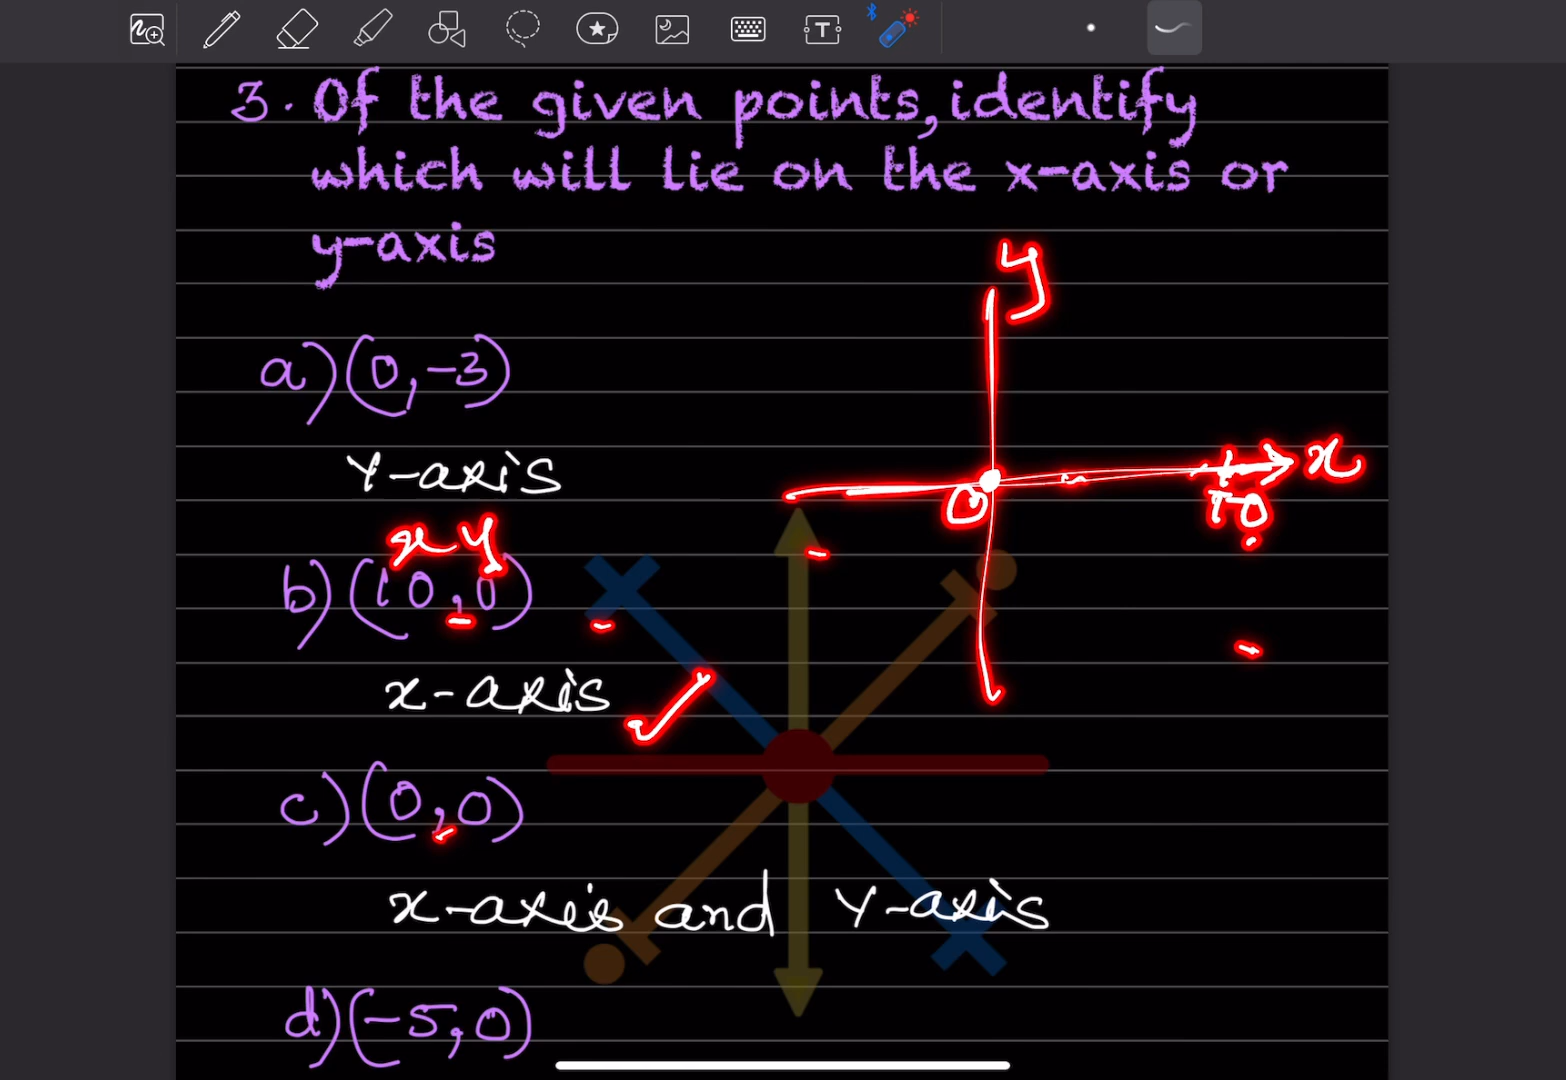 3. Of the given points, identify
which will lie on the x-axis or
y-axis
y
a) (0, -3)
x
Y-axis
0
10
x y
b) (10, 0)
x-axis
c) (0, 0)
x-axis and Y-axis
d) (-5, 0)